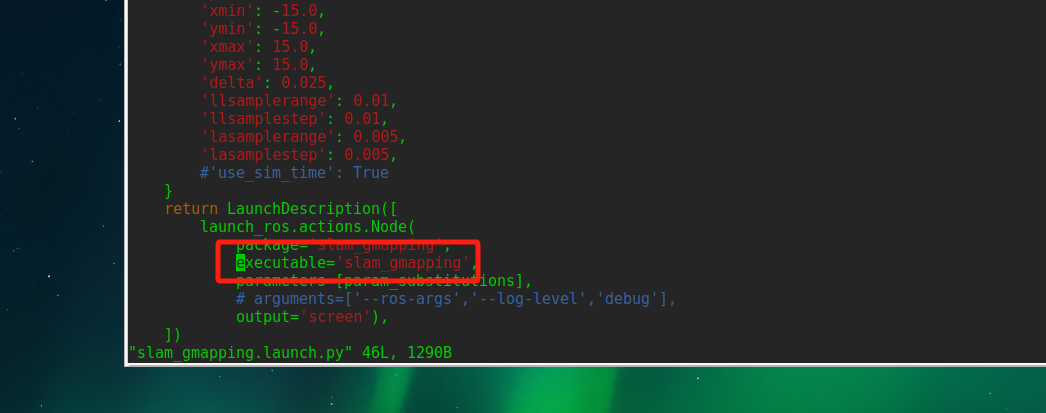 'xmin': -15.0,
'ymin': -15.0,
'xmax': 15.0,
'ymax': 15.0,
'delta': 0.025,
'llsamplerange': 0.01,
'llsamplestep': 0.01,
'lasamplerange': 0.005,
'lasamplestep': 0.005,
#'use_sim_time': True
}
return LaunchDescription([
launch_ros.actions.Node(
package='slam_gmapping',
executable='slam_gmapping',
parameters=[param_substitutions],
# arguments=['--ros-args','--log-level','debug'],
output='screen'),
])
"slam_gmapping.launch.py" 46L, 1290B